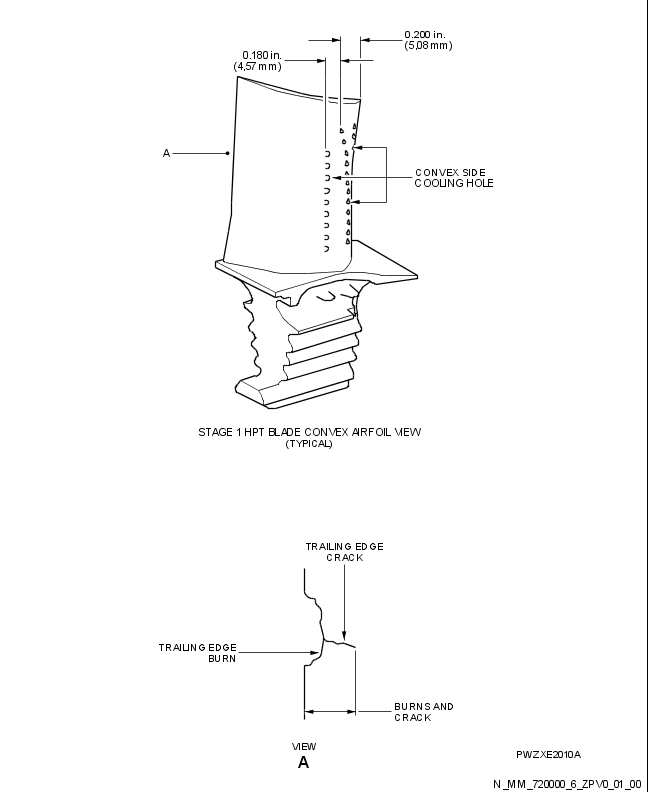 0.200 in.
(5,08 mm)
0.180 in.
(4,57 mm)
A
CONVEX SIDE
COOLING HOLE
STAGE 1 HPT BLADE CONVEX AIRFOIL VIEW
(TYPICAL)
TRAILING EDGE
CRACK
TRAILING EDGE
BURN
BURNS AND
CRACK
VIEW
A
PWZXE2010A
N_MM_720000_6_ZPV0_01_00